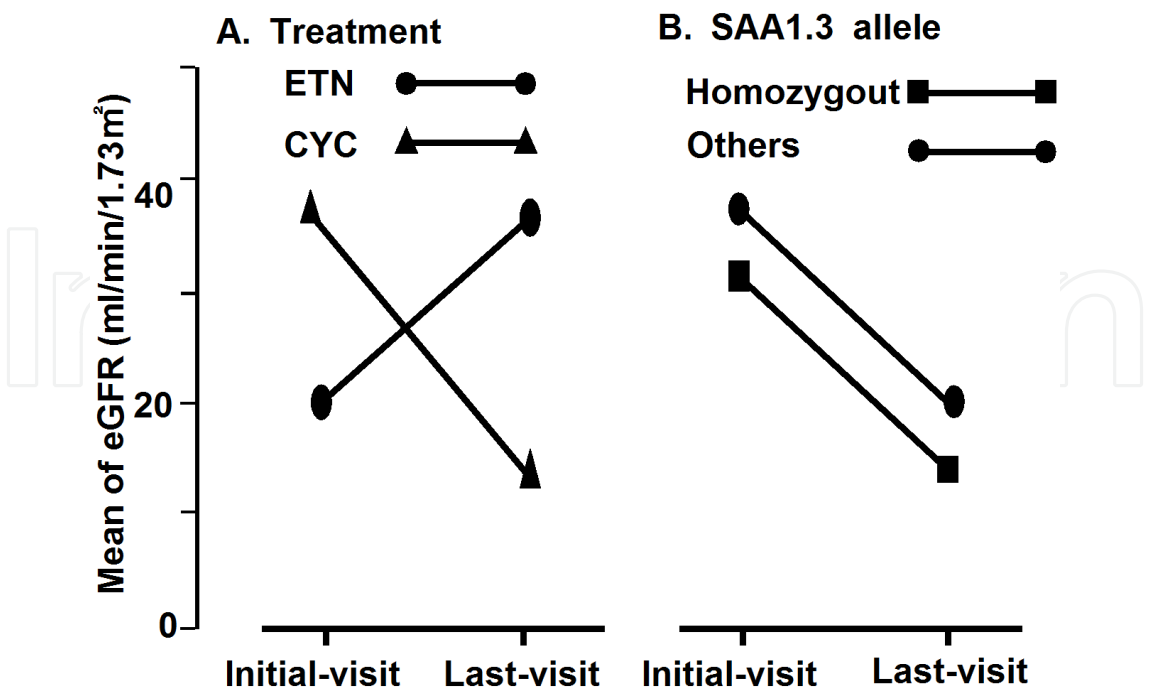 A. Treatment
ETN
CYC
B. SAA1.3 allele
Homozygout
Others
Mean of eGFR (ml/min/1.73m²)
40
20
0
Initial-visit Last-visit
Initial-visit Last-visit